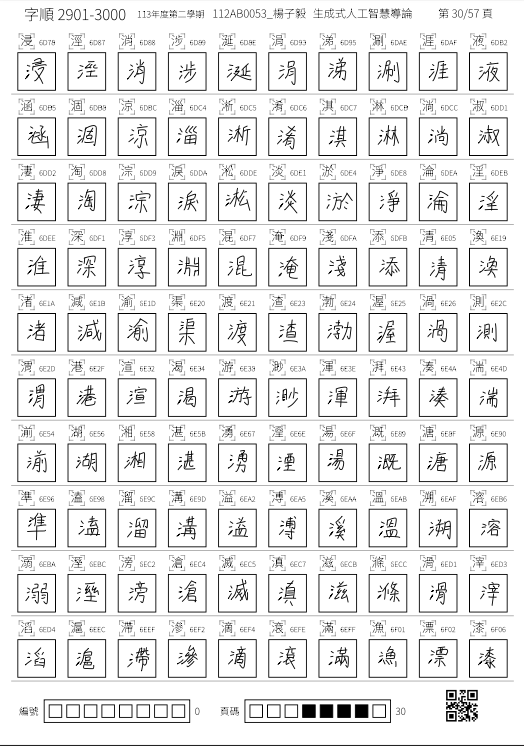 字順 2901-3000 113年度第二學期 112AB0053_楊子毅 生成式人工智慧導論 第 30/57 頁
浸 6D78 涇 6D87 消 6D88 涉 6D89 涎 6D8E 涓 6D93 涕 6D95 涮 6DAE 涯 6DAF 液 6DB2
浸 涇 消 涉 涎 涓 涕 涮 涯 液
涵 6DB5 涸 6DB8 涼 6DBC 淄 6DC4 淅 6DC5 淆 6DC6 淇 6DC7 淋 6DCB 淌 6DCC 淑 6DD1
涵 涸 涼 淄 淅 淆 淇 淋 淌 淑
淒 6DD2 淘 6DD8 淙 6DD9 淚 6DDA 淞 6DDE 淡 6DE1 淤 6DE4 淨 6DE8 淪 6DEA 淫 6DEB
淒 淘 淙 淚 淞 淡 淤 淨 淪 淫
淮 6DEE 深 6DF1 淳 6DF3 淵 6DF5 混 6DF7 淹 6DF9 淺 6DFA 添 6DFB 清 6E05 渙 6E19
淮 深 淳 淵 混 淹 淺 添 清 渙
渚 6E1A 減 6E1B 渝 6E1D 渠 6E20 渡 6E21 渣 6E23 渤 6E24 渥 6E25 渦 6E26 測 6E2C
渚 減 渝 渠 渡 渣 渤 渥 渦 測
渭 6E2D 港 6E2F 渲 6E32 渴 6E34 游 6E38 渺 6E3A 渾 6E3E 湃 6E43 湊 6E4A 湍 6E4D
渭 港 渲 渴 游 渺 渾 湃 湊 湍
湔 6E54 湖 6E56 湘 6E58 湛 6E5B 湧 6E67 湮 6E6E 湯 6E6F 溉 6E89 溏 6E8F 源 6E90
湔 湖 湘 湛 湧 湮 湯 溉 溏 源
準 6E96 溘 6E98 溜 6E9C 溝 6E9D 溢 6EA2 溥 6EA5 溪 6EAA 溫 6EAB 溯 6EAF 溶 6EB6
準 溘 溜 溝 溢 溥 溪 溫 溯 溶
溺 6EBA 溼 6EBC 滂 6EC2 滄 6EC4 滅 6EC5 滇 6EC7 滋 6ECB 滌 6ECC 滑 6ED1 滓 6ED3
溺 溼 滂 滄 滅 滇 滋 滌 滑 滓
滔 6ED4 滬 6EEC 滯 6EEF 滲 6EF2 滴 6EF4 滾 6EFE 滿 6EFF 漁 6F01 漂 6F02 漆 6F06
滔 滬 滯 滲 滴 滾 滿 漁 漂 漆
編號 0 頁碼 30